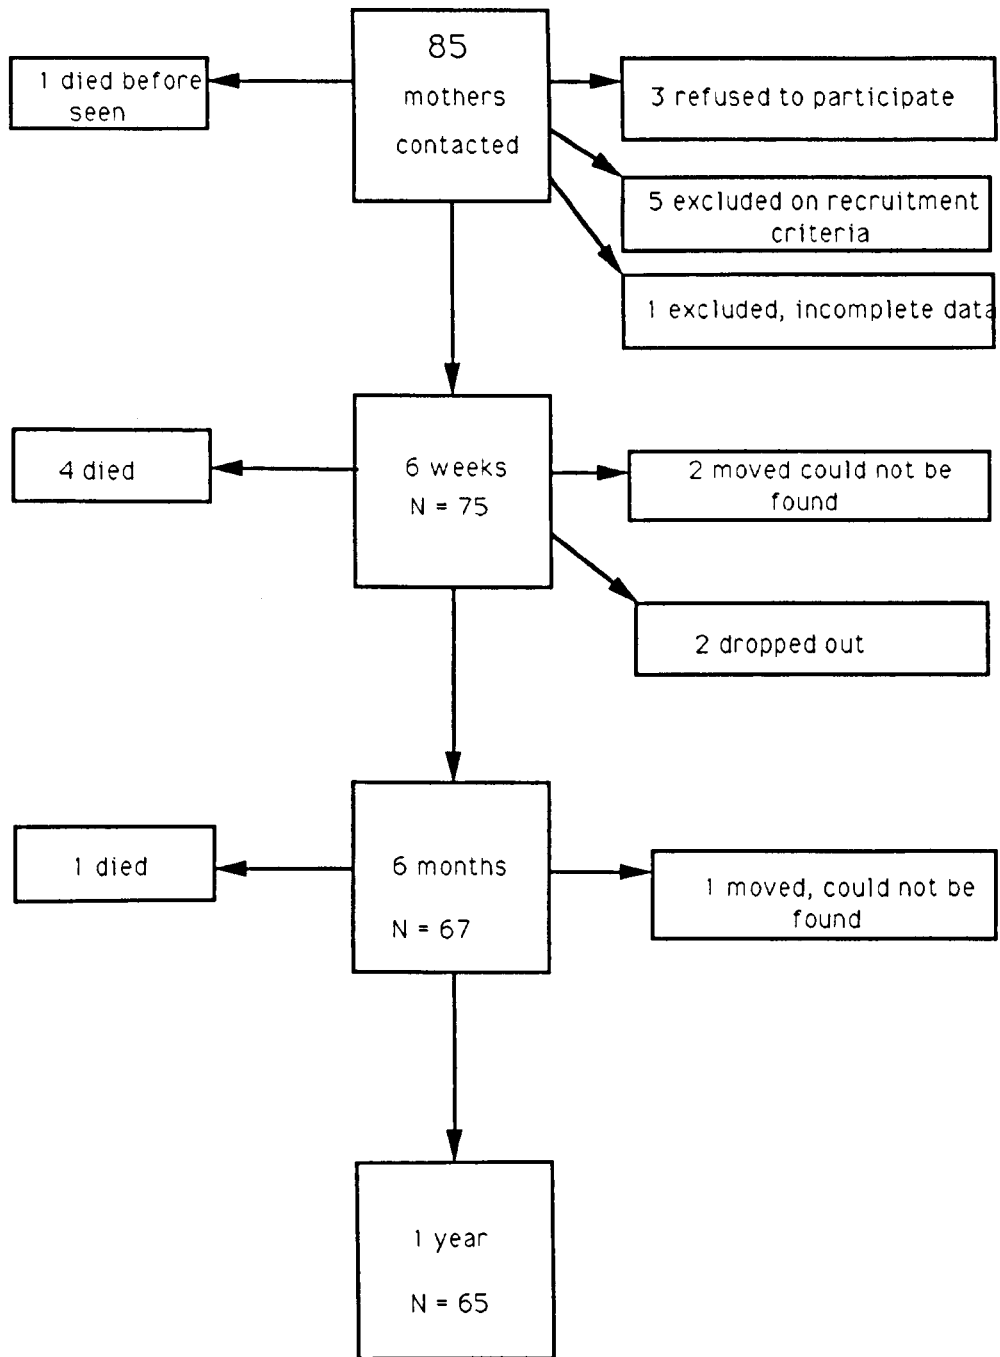 85
mothers
contacted
1 died before
seen
3 refused to participate
5 excluded on recruitment
criteria
1 excluded, incomplete data
6 weeks
N = 75
4 died
2 moved could not be
found
2 dropped out
6 months
N = 67
1 died
1 moved, could not be
found
1 year
N = 65